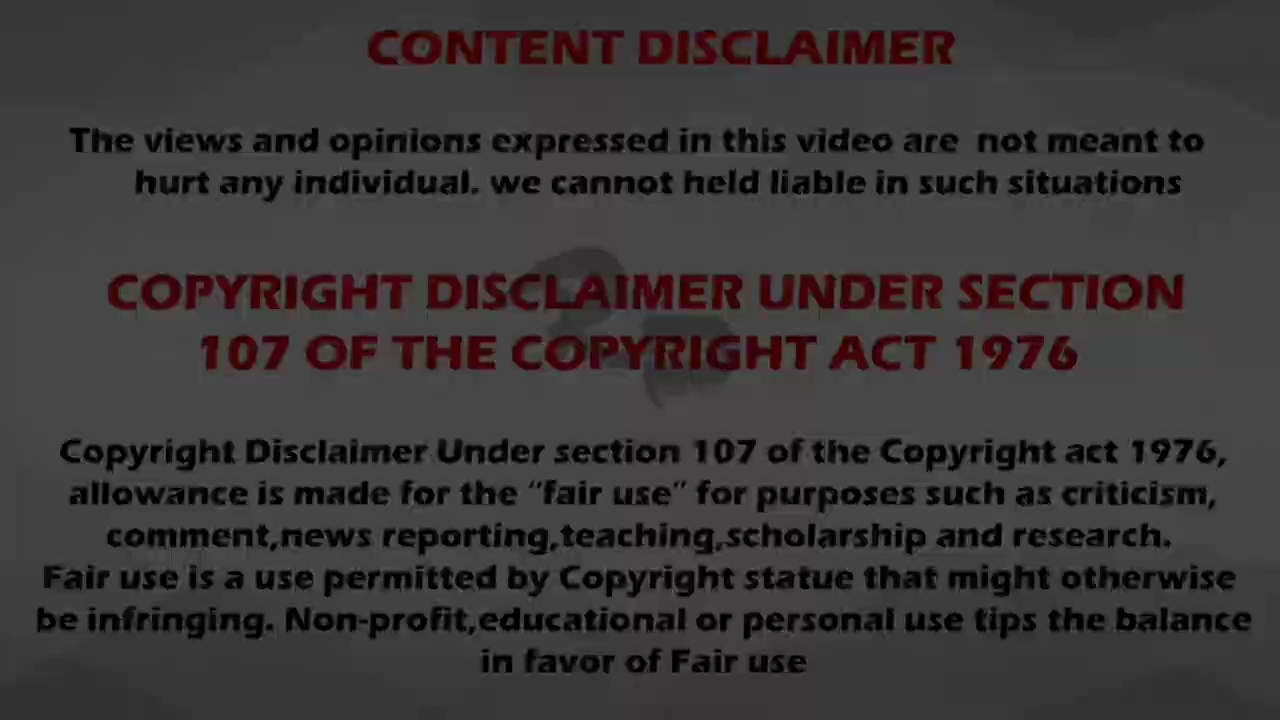 CONTENT DISCLAIMER
The views and opinions expressed in this video are not meant to
hurt any individual. we cannot held liable in such situations
COPYRIGHT DISCLAIMER UNDER SECTION
107 OF THE COPYRIGHT ACT 1976
Copyright Disclaimer Under section 107 of the Copyright act 1976,
allowance is made for the "fair use" for purposes such as criticism,
comment,news reporting,teaching,scholarship and research.
Fair use is a use permitted by Copyright statue that might otherwise
be infringing. Non-profit,educational or personal use tips the balance
in favor of Fair use